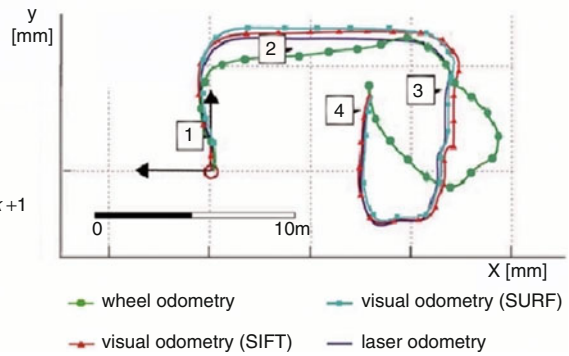 y
[mm]
2
3
4
1
+1
0 10m
X [mm]
wheel odometry visual odometry (SURF)
visual odometry (SIFT) laser odometry